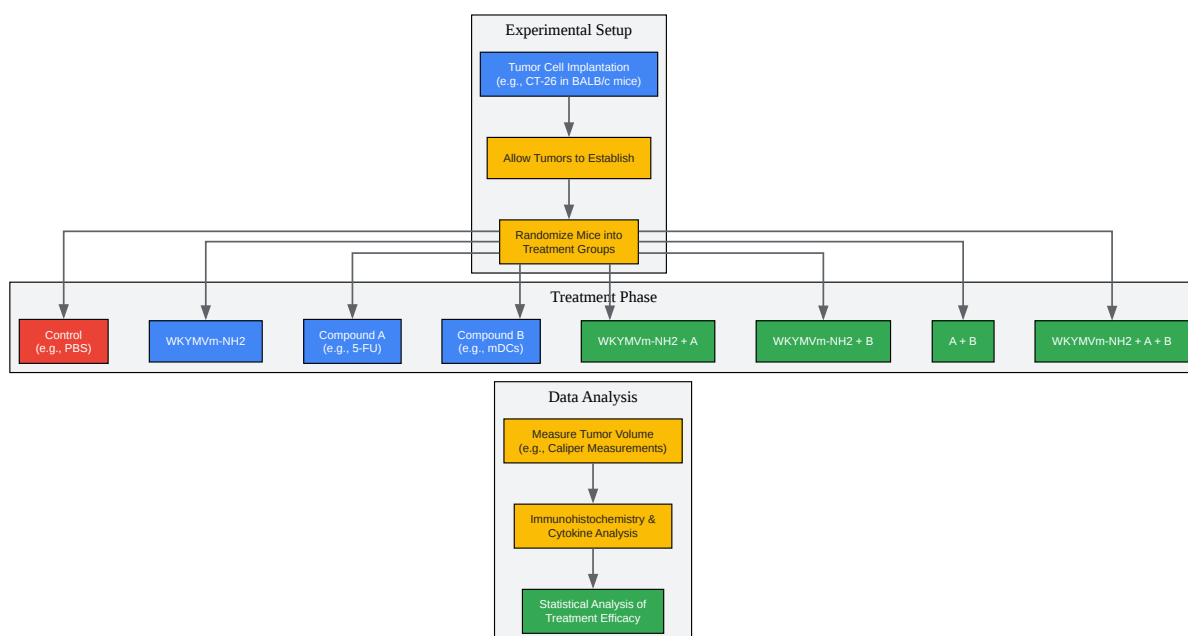 Experimental Setup
Tumor Cell Implantation
(e.g., CT-26 in BALB/c mice)
Allow Tumors to Establish
Randomize Mice into
Treatment Groups
Treatment Phase
Control
(e.g., PBS)
WKYMVm-NH2
Compound A
(e.g., 5-FU)
Compound B
(e.g., mDCs)
WKYMVm-NH2 + A
WKYMVm-NH2 + B
A + B
WKYMVm-NH2 + A + B
Data Analysis
Measure Tumor Volume
(e.g., Caliper Measurements)
Immunohistochemistry &
Cytokine Analysis
Statistical Analysis of
Treatment Efficacy